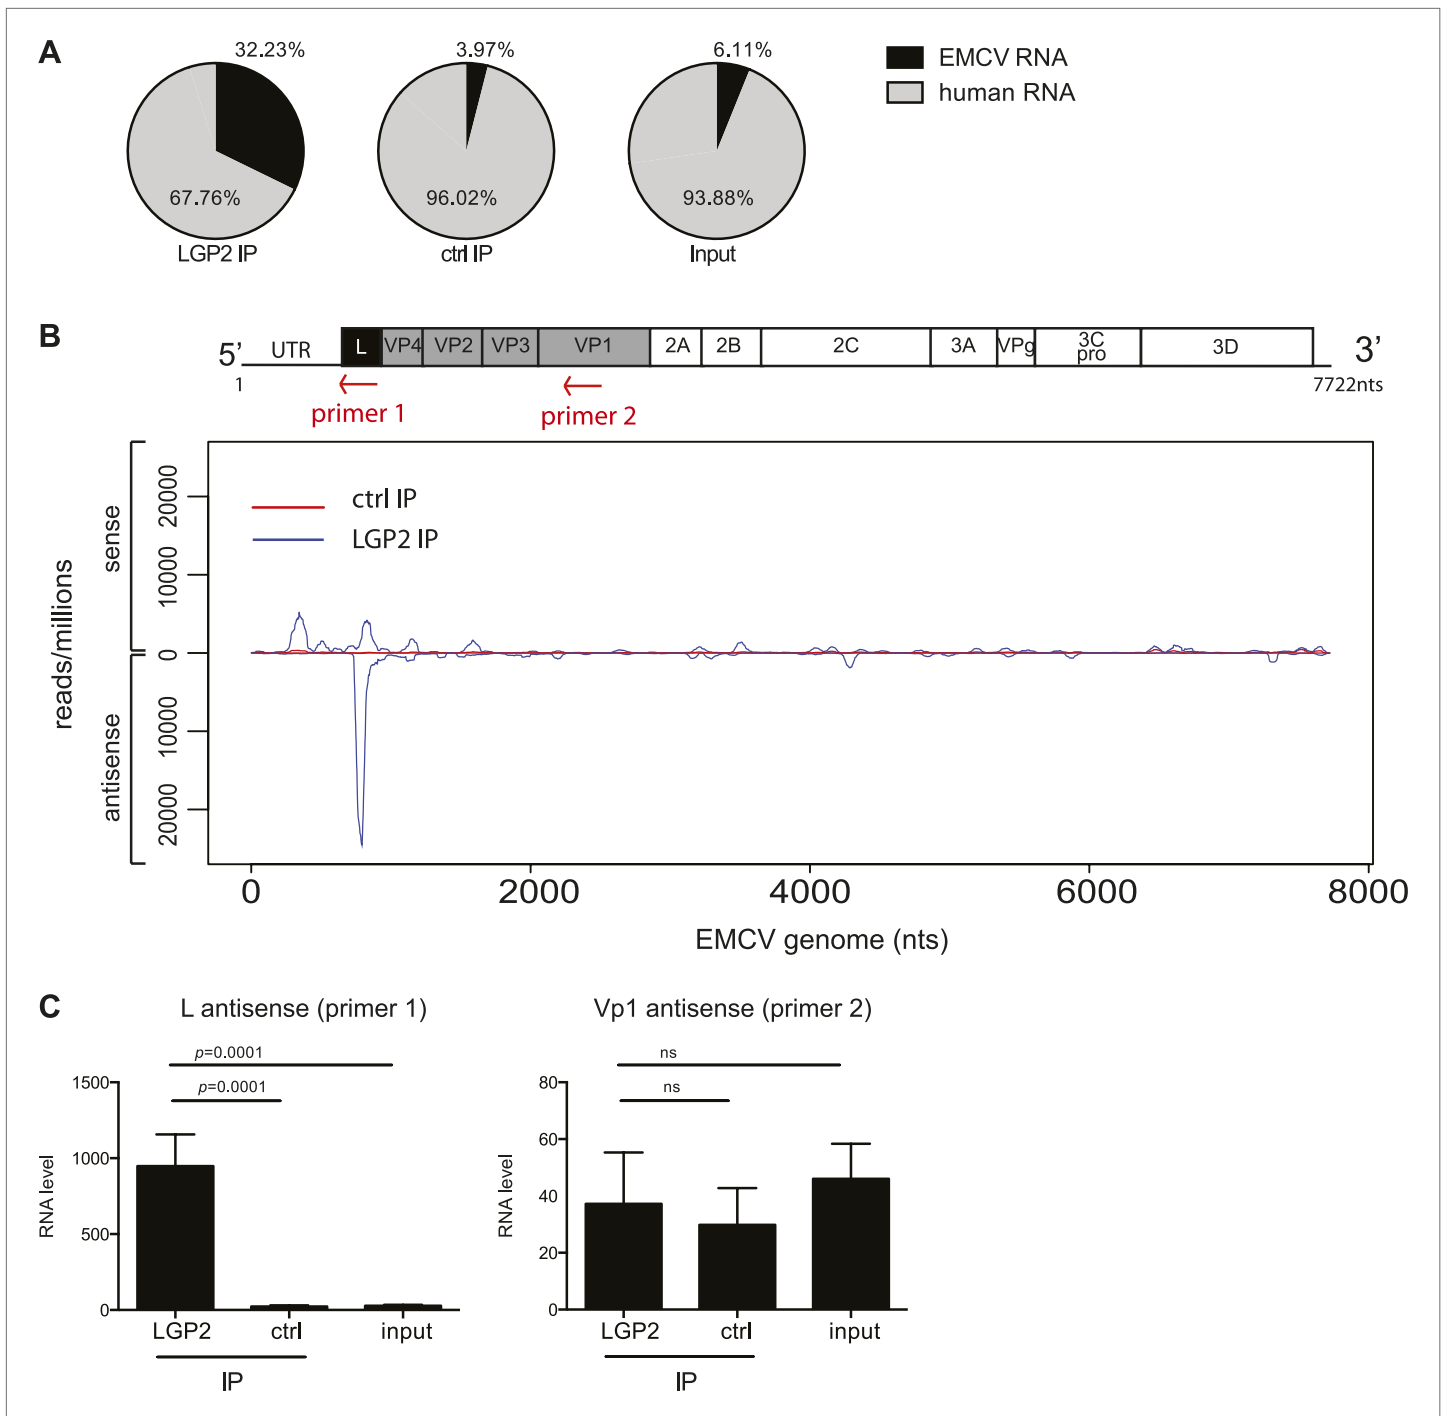 A
32.23%
3.97%
6.11%
EMCV RNA
human RNA
67.76%
96.02%
93.88%
LGP2 IP
ctrl IP
Input
B
5’
UTR
L
VP4
VP2
VP3
VP1
2A
2B
2C
3A
VPg
3C
pro
3D
3’
1
7722nts
primer 1
primer 2
reads/millions
sense
antisense
20000
10000
0
10000
20000
ctrl IP
LGP2 IP
0
2000
4000
6000
8000
EMCV genome (nts)
C
L antisense (primer 1)
p=0.0001
p=0.0001
RNA level
1500
1000
500
0
LGP2
ctrl
input
IP
Vp1 antisense (primer 2)
ns
ns
RNA level
80
60
40
20
0
LGP2
ctrl
input
IP